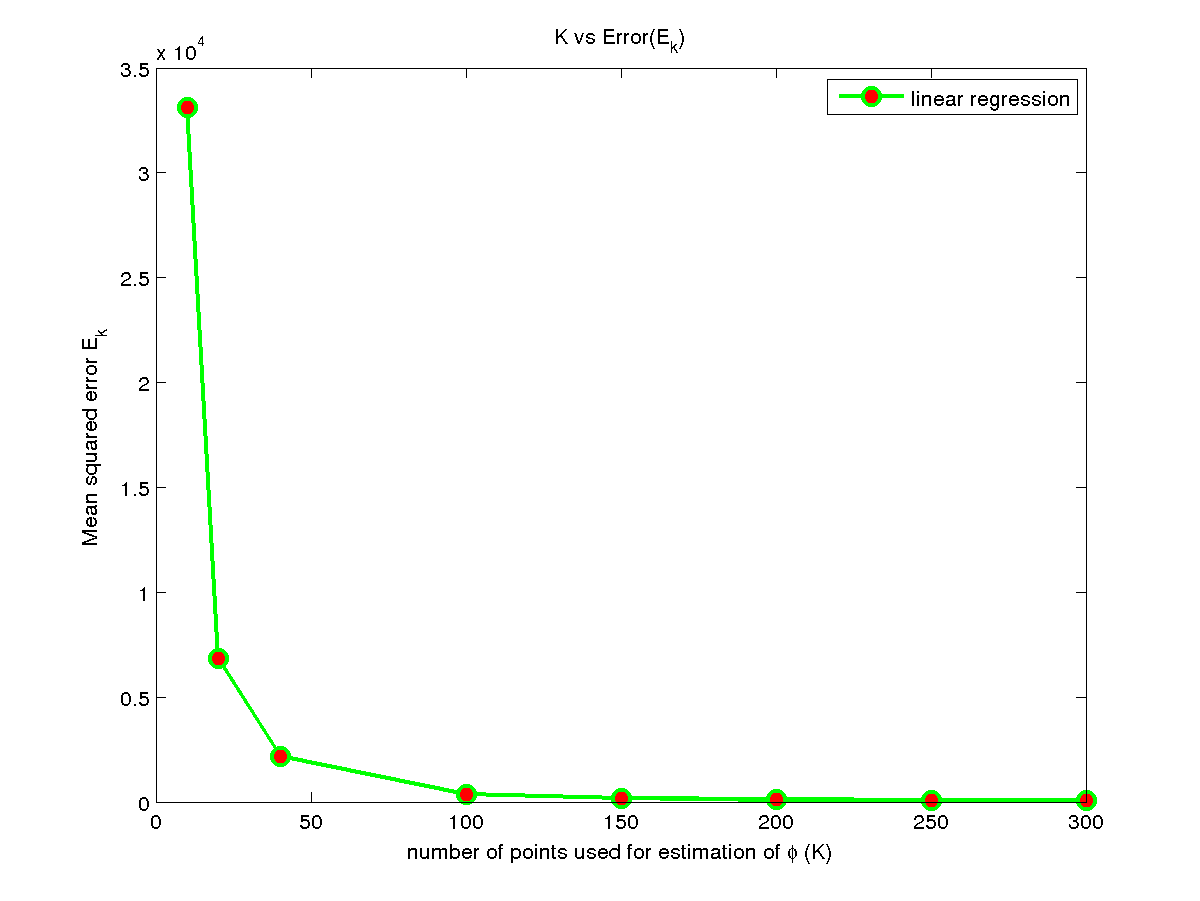 K vs Error(E_k)
x 10^4
linear regression
3.5
3
2.5
2
1.5
1
0.5
0
Mean squared error E_k
0 50 100 150 200 250 300
number of points used for estimation of ϕ (K)